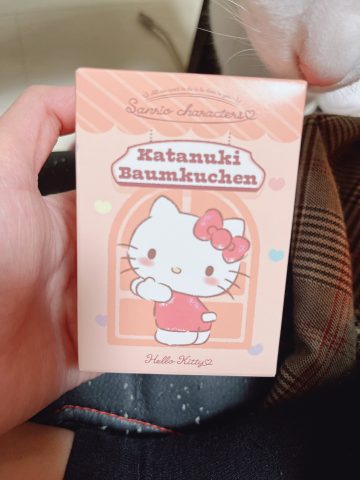 Sanrio characters
Katanuki
Baumkuchen
Hello Kitty